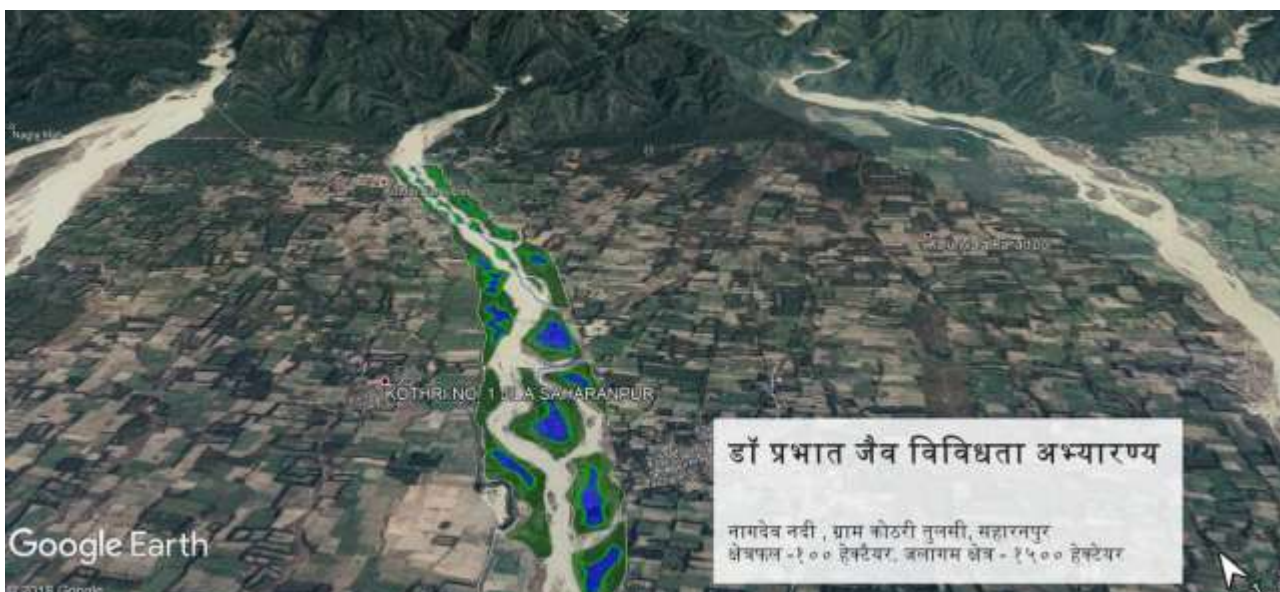 KOTHRI NO. 1 SAHARANPUR
डॉ प्रभात जैव विविधता अभ्यारण्य
नागदेव नदी , ग्राम कोठरी तुलसी, सहारनपुर
क्षेत्रफल -१०० हेक्टैयर, जलागम क्षेत्र - १५०० हेक्टेयर
Google Earth